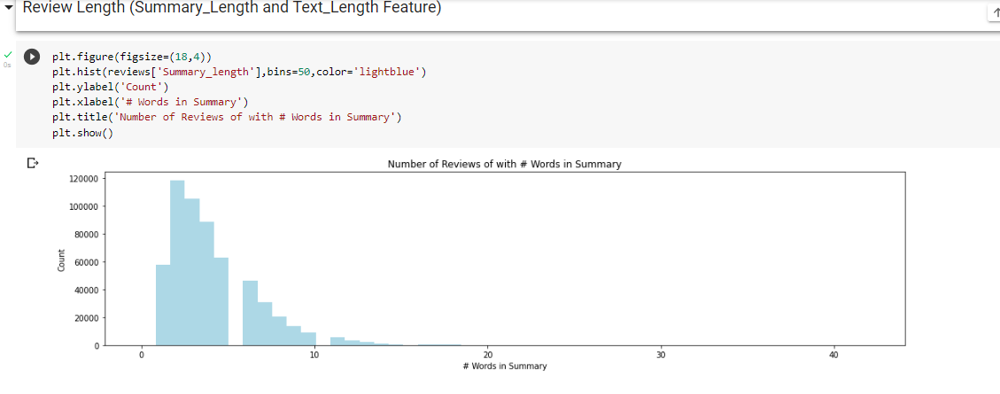 Review Length (Summary_Length and Text_Length Feature)
0s
plt.figure(figsize=(18,4))
plt.hist(reviews['Summary_length'],bins=50,color='lightblue')
plt.ylabel('Count')
plt.xlabel('# Words in Summary')
plt.title('Number of Reviews of with # Words in Summary')
plt.show()
Number of Reviews of with # Words in Summary
120000
100000
80000
60000
40000
20000
0
Count
0 10 20 30 40
# Words in Summary